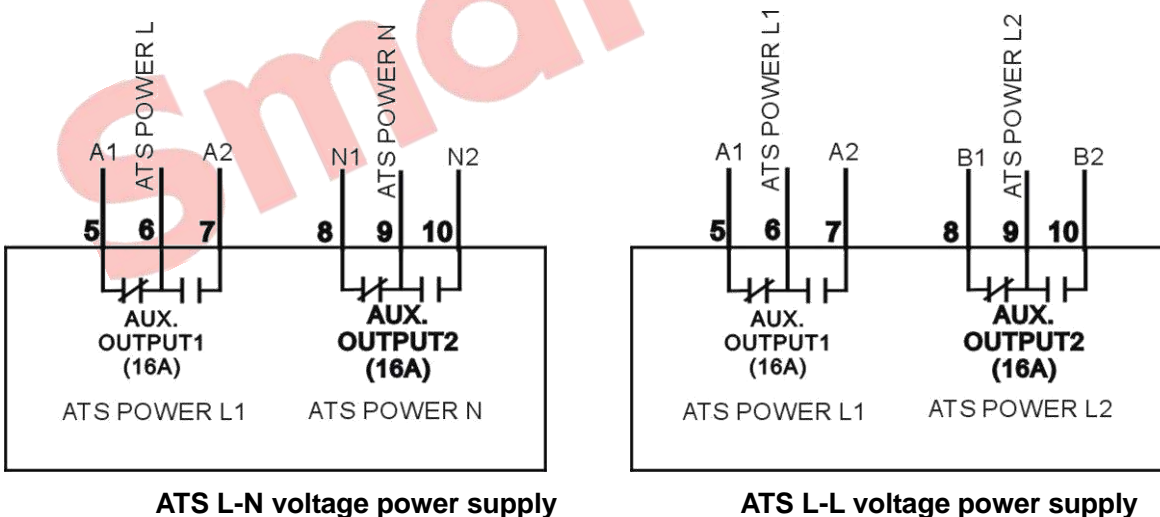 Smar
ATS POWER L
ATS POWER N
A1
A2
N1
N2
5
6
7
8
9
10
AUX.
OUTPUT1
(16A)
AUX.
OUTPUT2
(16A)
ATS POWER L1
ATS POWER N
ATS L-N voltage power supply
ATS POWER L1
ATS POWER L2
A1
A2
B1
B2
5
6
7
8
9
10
AUX.
OUTPUT1
(16A)
AUX.
OUTPUT2
(16A)
ATS POWER L1
ATS POWER L2
ATS L-L voltage power supply